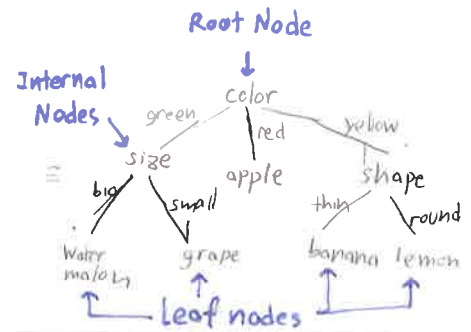 Root Node
Internal
Nodes
color
green
red
yellow
size
apple
shape
big
small
thin
round
Water
malon
grape
banana
lemon
Leaf nodes